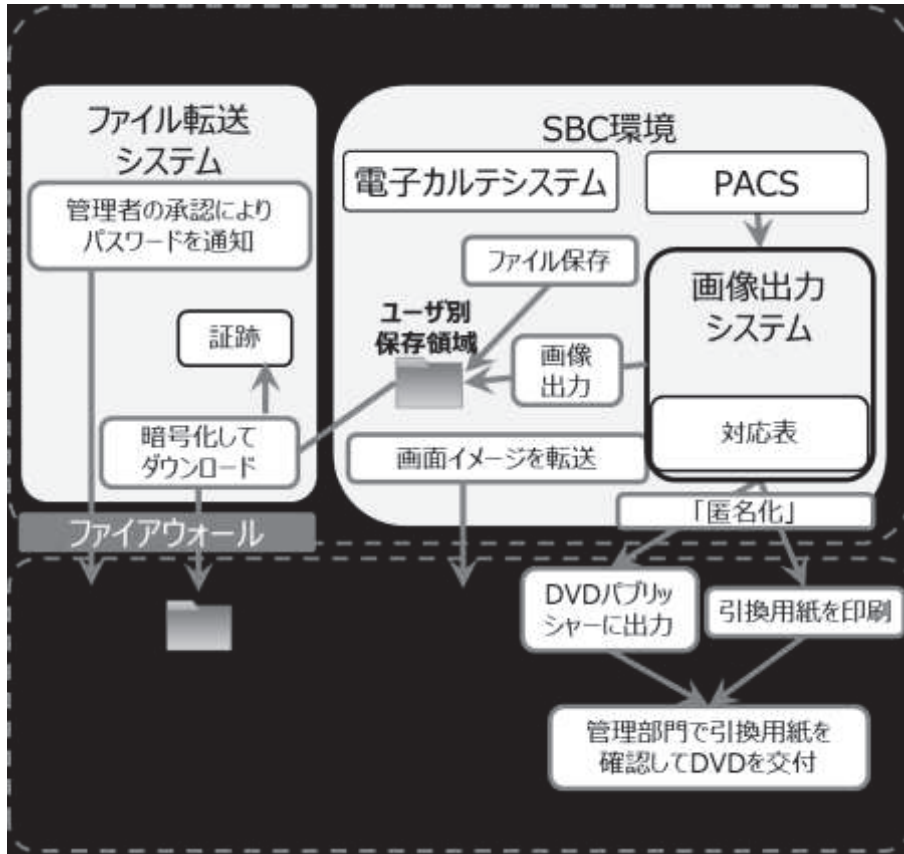 ファイル転送
システム
管理者の承認により
パスワードを通知
証跡
暗号化して
ダウンロード
ファイアウォール
SBC環境
電子カルテシステム
PACS
ファイル保存
ユーザ別
保存領域
画像
出力
画像出力
システム
対応表
画面イメージを転送
「匿名化」
DVDパブリッ
シャーに出力
引換用紙を印刷
管理部門で引換用紙を
確認してDVDを交付